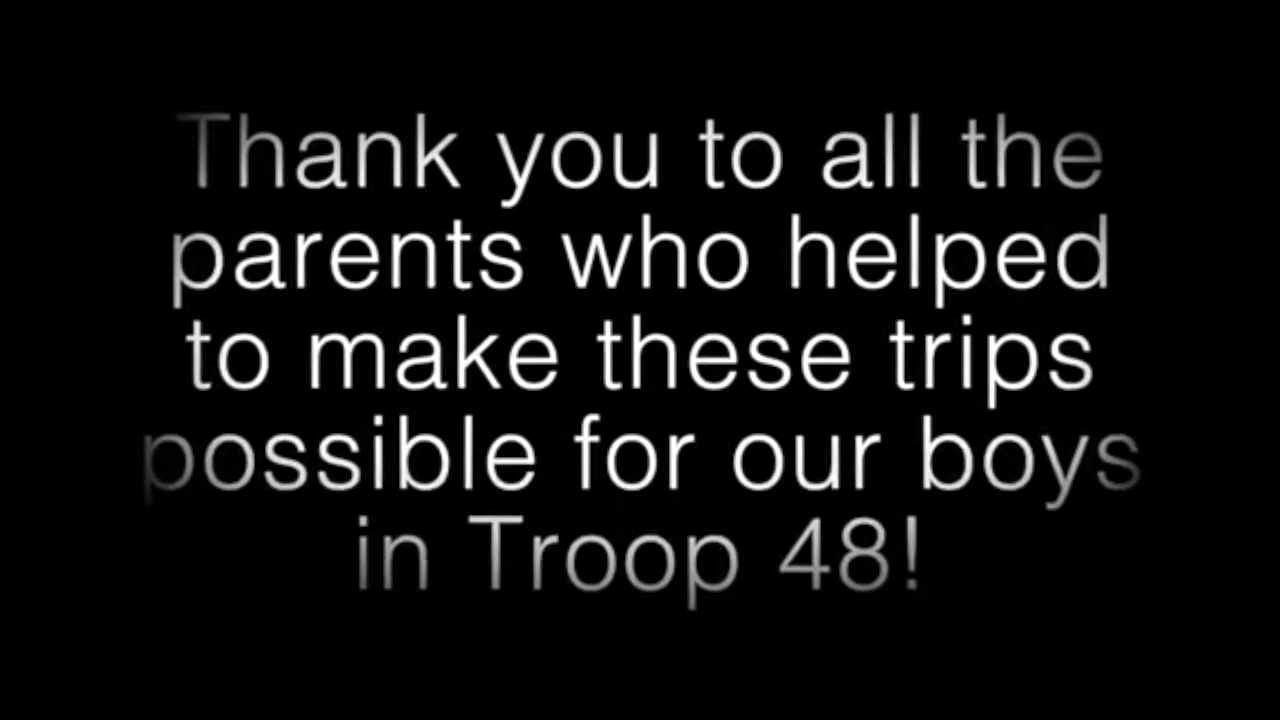 Thank you to all the
parents who helped
to make these trips
possible for our boys
in Troop 48!